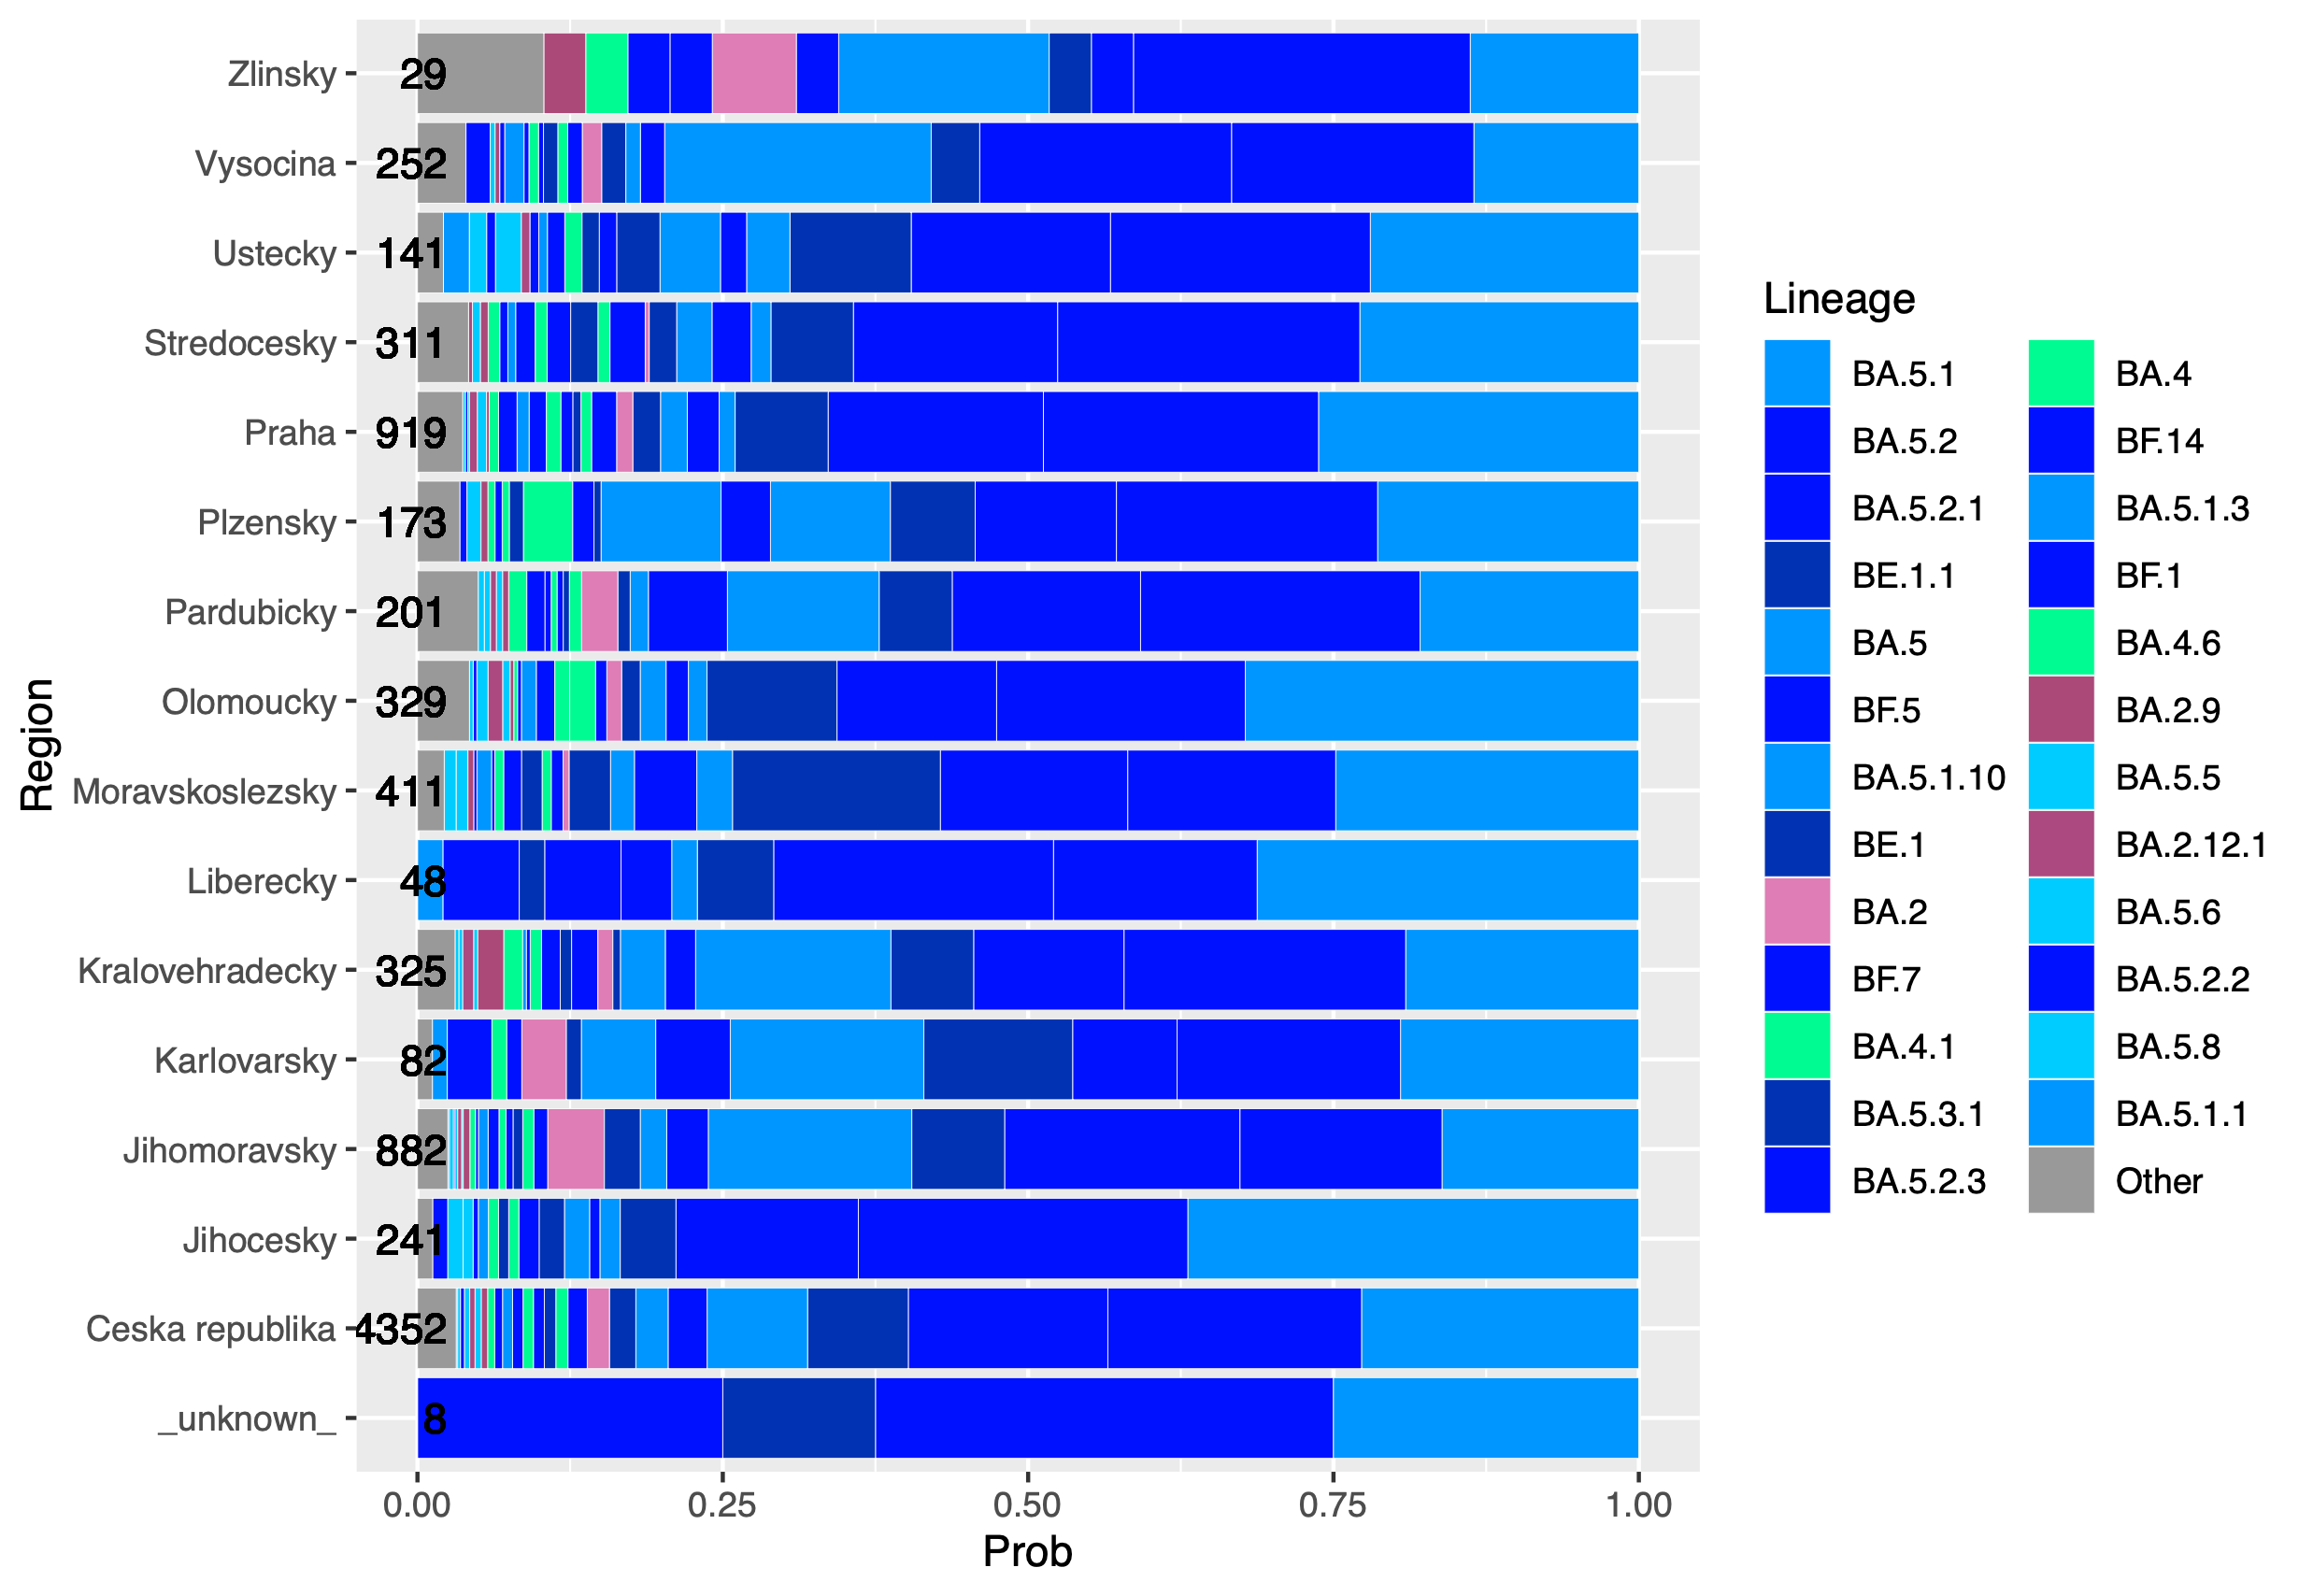 Region
Zlinsky 29
Vysocina 252
Ustecky 141
Stredocesky 311
Praha 919
Plzensky 173
Pardubicky 201
Olomoucky 329
Moravskoslezsky 411
Liberecky 48
Kralovehradecky 325
Karlovarsky 82
Jihomoravsky 882
Jihocesky 241
Ceska republika 4352
_unknown_ 8
0.00 0.25 0.50 0.75 1.00
Prob
Lineage
BA.5.1
BA.5.2
BA.5.2.1
BE.1.1
BA.5
BF.5
BA.5.1.10
BE.1
BA.2
BF.7
BA.4.1
BA.5.3.1
BA.5.2.3
BA.4
BF.14
BA.5.1.3
BF.1
BA.4.6
BA.2.9
BA.5.5
BA.2.12.1
BA.5.6
BA.5.2.2
BA.5.8
BA.5.1.1
Other